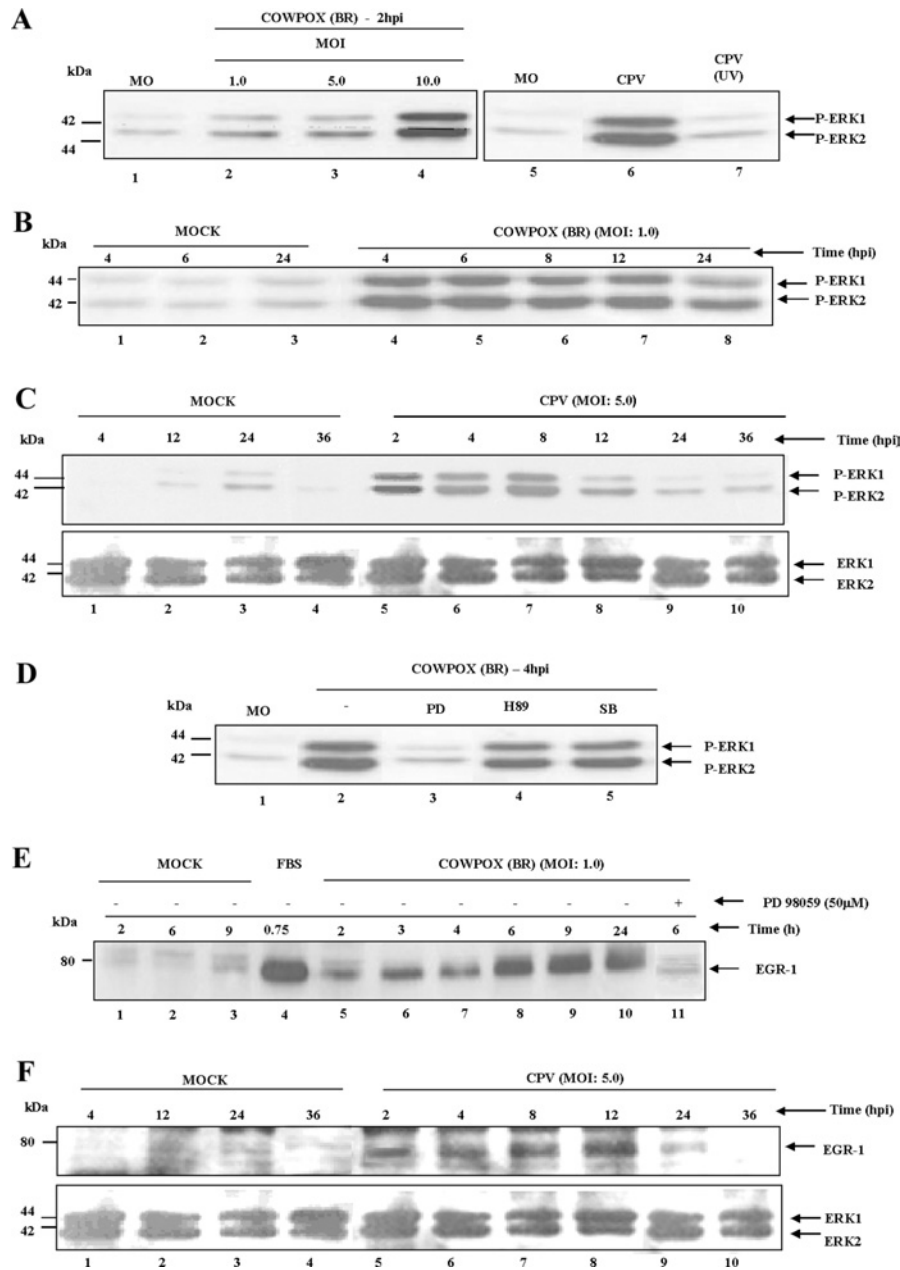 A
COWPOX (BR) - 2hpi
MOI
kDa MO 1.0 5.0 10.0 MO CPV CPV (UV)
42 P-ERK1
44 P-ERK2
1 2 3 4 5 6 7
B
MOCK COWPOX (BR) (MOI: 1.0)
kDa
4 6 24 4 6 8 12 24 Time (hpi)
44 P-ERK1
42 P-ERK2
1 2 3 4 5 6 7 8
C
MOCK CPV (MOI: 5.0)
kDa 4 12 24 36 2 4 8 12 24 36 Time (hpi)
44 P-ERK1
42 P-ERK2
44 ERK1
42 ERK2
1 2 3 4 5 6 7 8 9 10
D
COWPOX (BR) – 4hpi
kDa MO - PD H89 SB
44 P-ERK1
42 P-ERK2
1 2 3 4 5
E
MOCK FBS COWPOX (BR) (MOI: 1.0)
- - - - - - - - - - + PD 98059 (50µM)
kDa 2 6 9 0.75 2 3 4 6 9 24 6 Time (h)
80 EGR-1
1 2 3 4 5 6 7 8 9 10 11
F
MOCK CPV (MOI: 5.0)
kDa 4 12 24 36 2 4 8 12 24 36 Time (hpi)
80 EGR-1
44 ERK1
42 ERK2
1 2 3 4 5 6 7 8 9 10